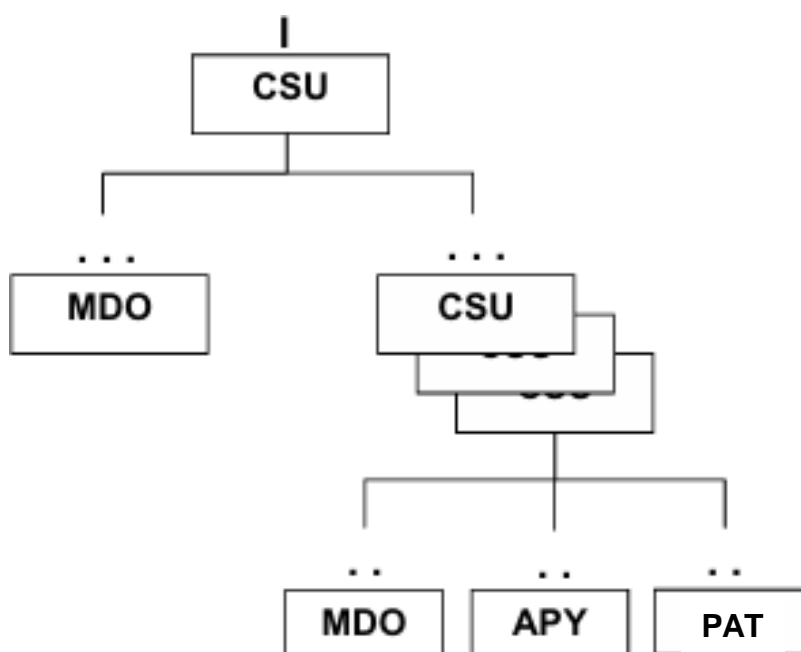 I
CSU
. . .
. . .
MDO
CSU
. .
. .
. .
MDO
APY
PAT